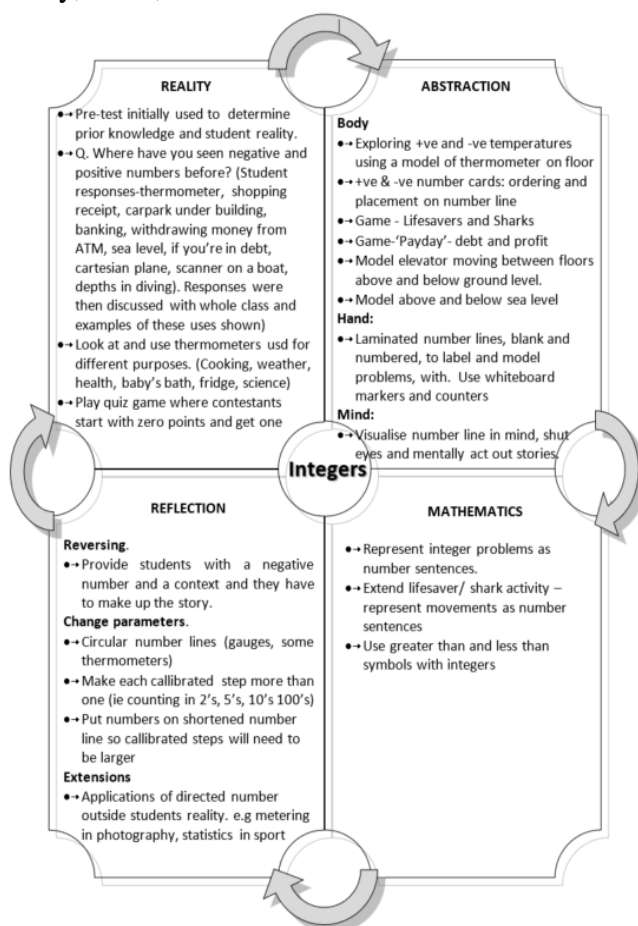 REALITY
●→Pre-test initially used to determine
prior knowledge and student reality.
●→Q. Where have you seen negative and
positive numbers before? (Student
responses-thermometer, shopping
receipt, carpark under building,
banking, withdrawing money from
ATM, sea level, if you're in debt,
cartesian plane, scanner on a boat,
depths in diving). Responses were
then discussed with whole class and
examples of these uses shown)
●→Look at and use thermometers usd for
different purposes. (Cooking, weather,
health, baby's bath, fridge, science)
●→Play quiz game where contestants
start with zero points and get one
ABSTRACTION
Body
●→Exploring +ve and -ve temperatures
using a model of thermometer on floor
●→+ve & -ve number cards: ordering and
placement on number line
●→Game - Lifesavers and Sharks
●→Game-'Payday'- debt and profit
●→Model elevator moving between floors
above and below ground level.
●→Model above and below sea level
Hand:
●→Laminated number lines, blank and
numbered, to label and model
problems, with. Use whiteboard
markers and counters
Mind:
●→Visualise number line in mind, shut
eyes and mentally act out stories.
Integers
REFLECTION
Reversing.
●→Provide students with a negative
number and a context and they have
to make up the story.
Change parameters.
●→Circular number lines (gauges, some
thermometers)
●→Make each callibrated step more than
one (ie counting in 2's, 5's, 10's 100's)
●→Put numbers on shortened number
line so callibrated steps will need to
be larger
Extensions
●→Applications of directed number
outside students reality. e.g metering
in photography, statistics in sport
MATHEMATICS
●→Represent integer problems as
number sentences.
●→Extend lifesaver/ shark activity –
represent movements as number
sentences
●→Use greater than and less than
symbols with integers